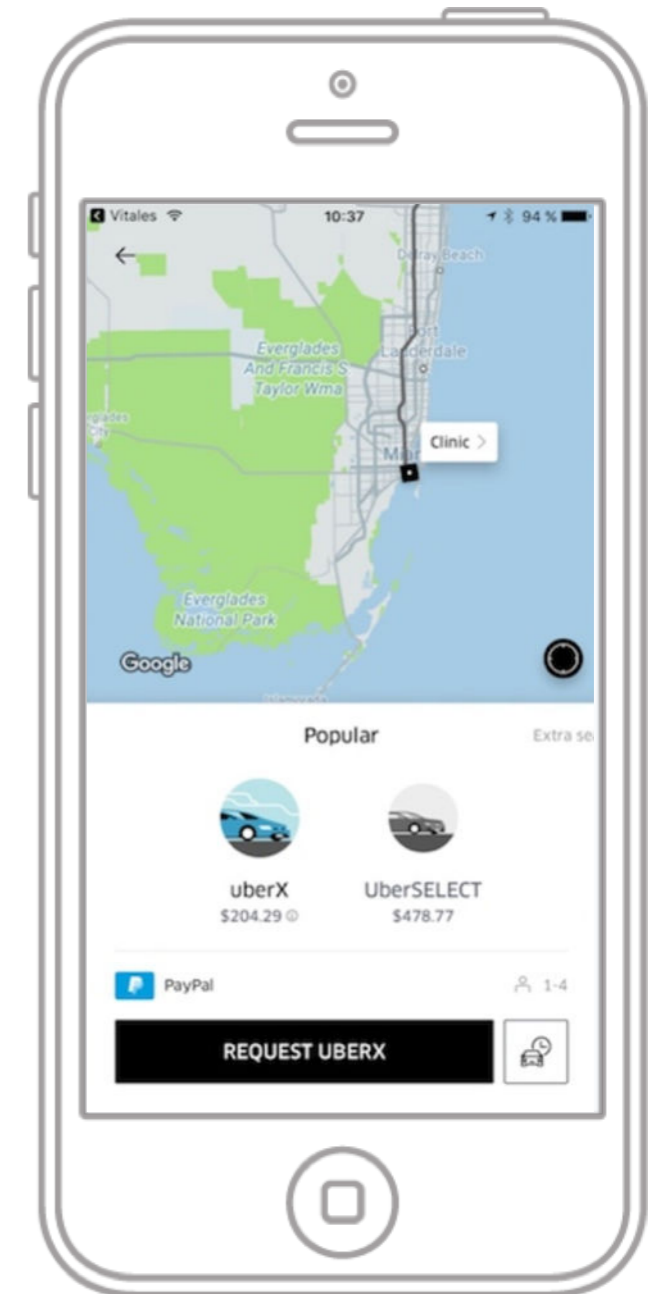 Vitales 10:37 94 %
Delray Beach
Everglades
And Francis S
Taylor Wma
Lauderdale
Clinic >
Everglades
National Park
Google
Popular Extra se
uberX UberSELECT
$204.29 $478.77
PayPal 1-4
REQUEST UBERX